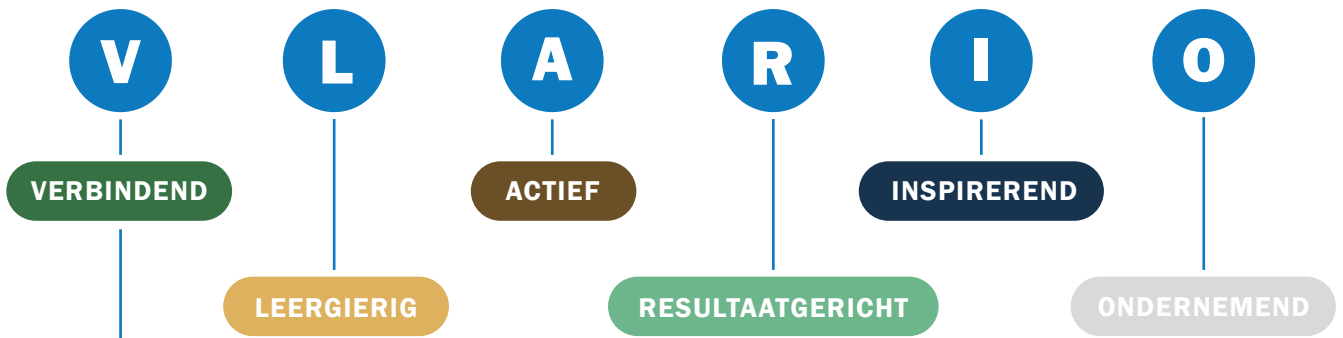 V L A R I O
VERBINDEND ACTIEF INSPIREREND
LEERGIERIG RESULTAATGERICHT ONDERNEMEND